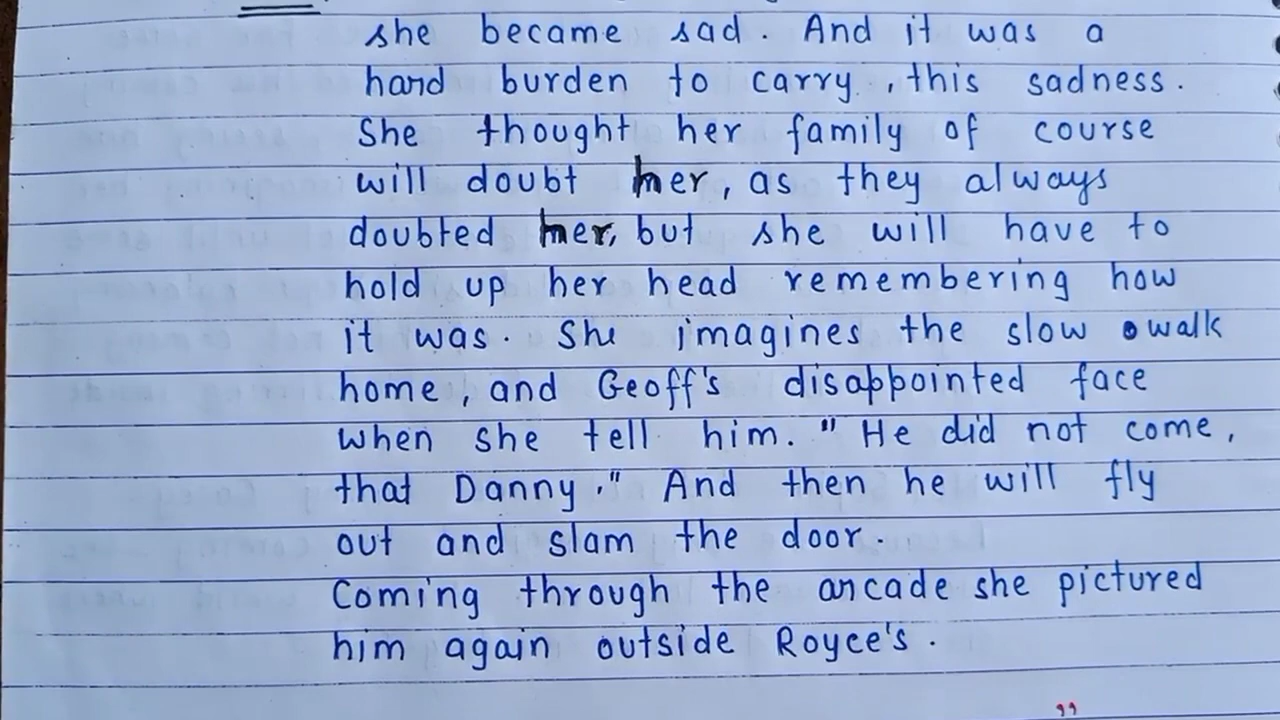 she became sad. And it was a
hard burden to carry, this sadness.
She thought her family of course
will doubt her, as they always
doubted her, but she will have to
hold up her head remembering how
it was. She imagines the slow walk
home, and Geoff's disappointed face
when she tell him. "He did not come,
that Danny." And then he will fly
out and slam the door.
Coming through the arcade she pictured
him again outside Royce's.
"